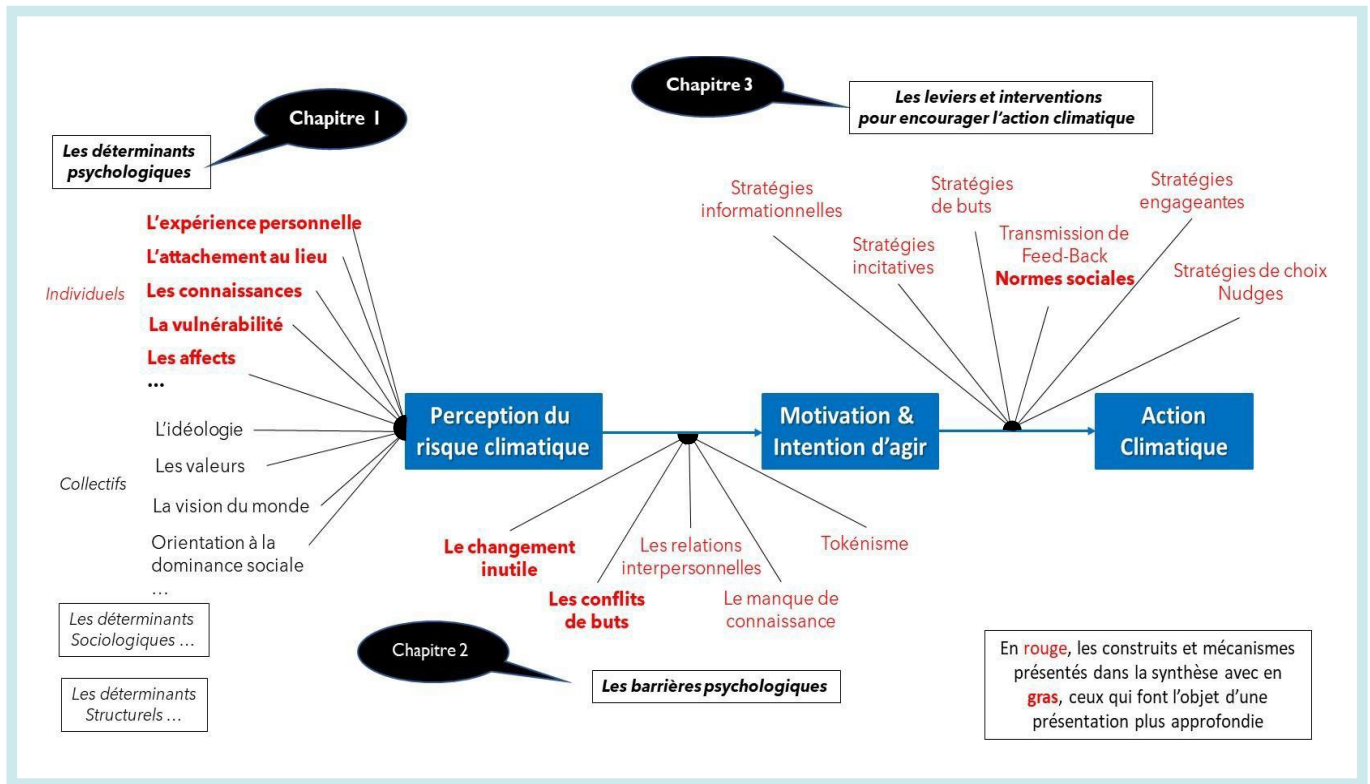 Chapitre 1
Les déterminants
psychologiques
Individuels
L'expérience personnelle
L'attachement au lieu
Les connaissances
La vulnérabilité
Les affects
...
Collectifs
L'idéologie
Les valeurs
La vision du monde
Orientation à la
dominance sociale
...
Les déterminants
Sociologiques ...
Les déterminants
Structurels ...
Perception du
risque climatique
Chapitre 2
Les barrières psychologiques
Le changement
inutile
Les conflits
de buts
Les relations
interpersonnelles
Le manque de
connaissance
Tokénisme
Motivation &
Intention d'agir
Chapitre 3
Les leviers et interventions
pour encourager l'action climatique
Stratégies
informationnelles
Stratégies
incitatives
Stratégies
de buts
Transmission de
Feed-Back
Normes sociales
Stratégies
engageantes
Stratégies de choix
Nudges
Action
Climatique
En rouge, les construits et mécanismes
présentés dans la synthèse avec en
gras, ceux qui font l'objet d'une
présentation plus approfondie